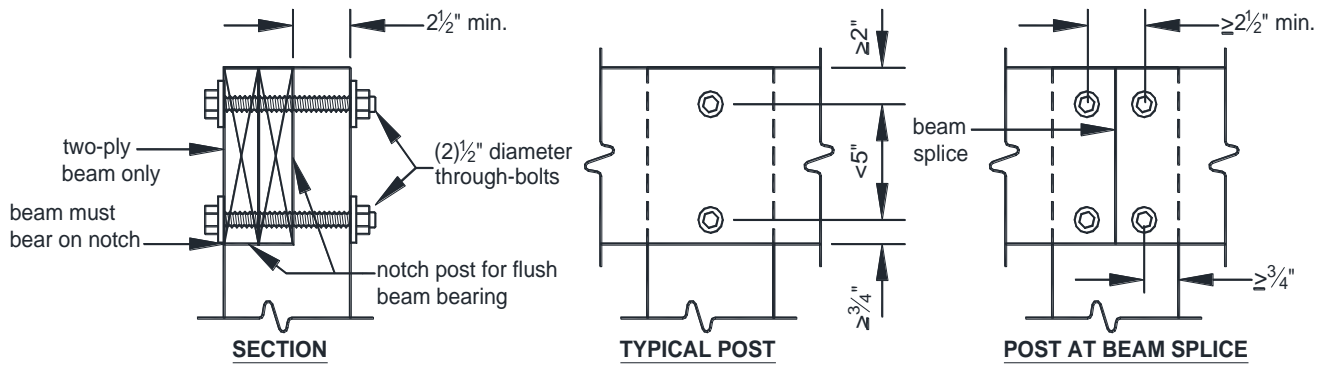 2½" min.
two-ply
beam only
beam must
bear on notch
(2)½" diameter
through-bolts
notch post for flush
beam bearing
SECTION
≥2"
<5"
≥¾"
TYPICAL POST
≥2½" min.
beam
splice
≥¾"
POST AT BEAM SPLICE